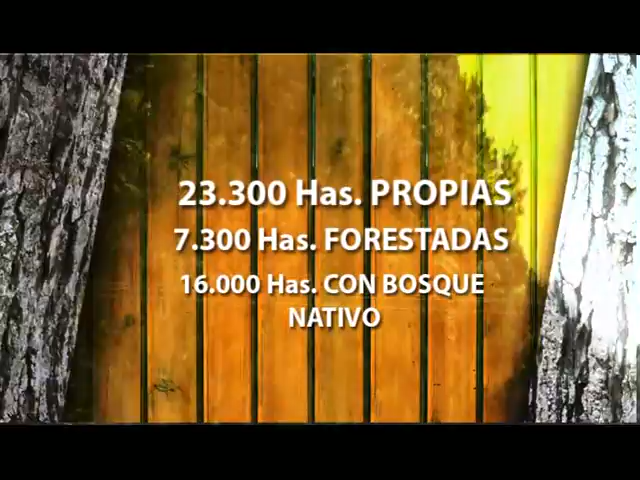 23.300 Has. PROPIAS
7.300 Has. FORESTADAS
16.000 Has. CON BOSQUE
NATIVO